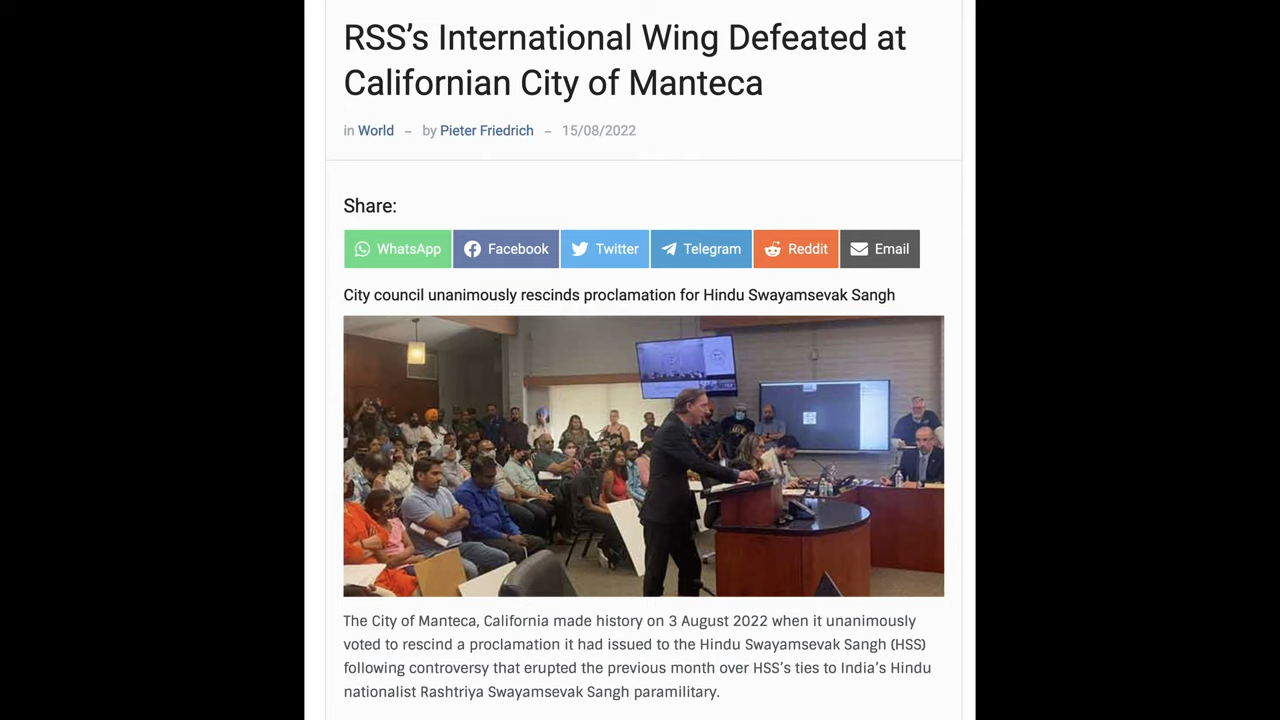 RSS’s International Wing Defeated at
Californian City of Manteca
in World – by Pieter Friedrich – 15/08/2022
Share:
WhatsApp Facebook Twitter Telegram Reddit Email
City council unanimously rescinds proclamation for Hindu Swayamsevak Sangh
The City of Manteca, California made history on 3 August 2022 when it unanimously
voted to rescind a proclamation it had issued to the Hindu Swayamsevak Sangh (HSS)
following controversy that erupted the previous month over HSS’s ties to India’s Hindu
nationalist Rashtriya Swayamsevak Sangh paramilitary.